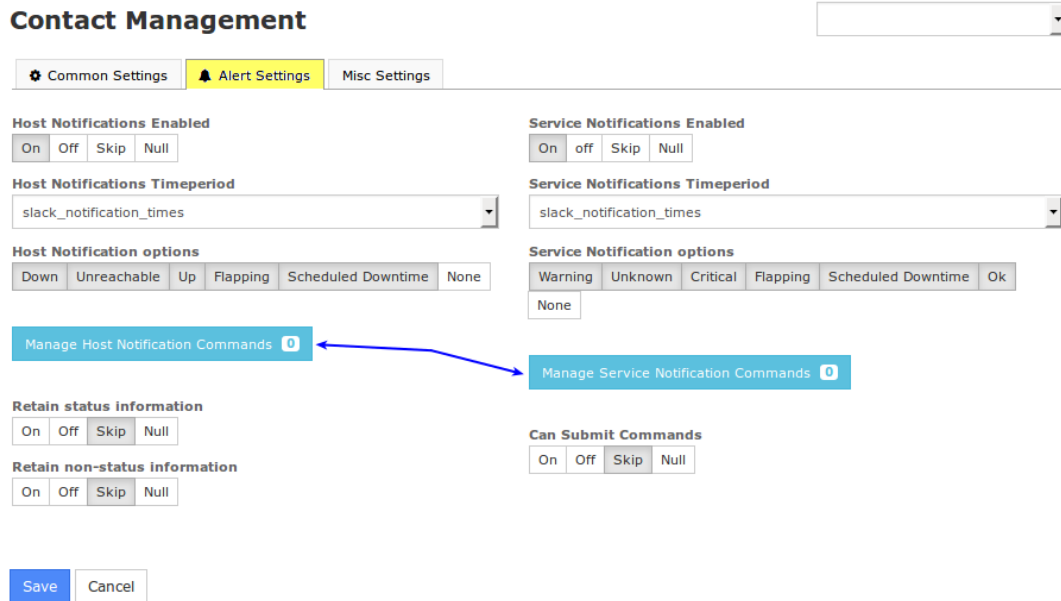 Contact Management
Common Settings
Alert Settings
Misc Settings
Host Notifications Enabled
On Off Skip Null
Host Notifications Timeperiod
slack_notification_times
Host Notification options
Down Unreachable Up Flapping Scheduled Downtime None
Manage Host Notification Commands 0
Retain status information
On Off Skip Null
Retain non-status information
On Off Skip Null
Service Notifications Enabled
On off Skip Null
Service Notifications Timeperiod
slack_notification_times
Service Notification options
Warning Unknown Critical Flapping Scheduled Downtime Ok
None
Manage Service Notification Commands 0
Can Submit Commands
On Off Skip Null
Save Cancel